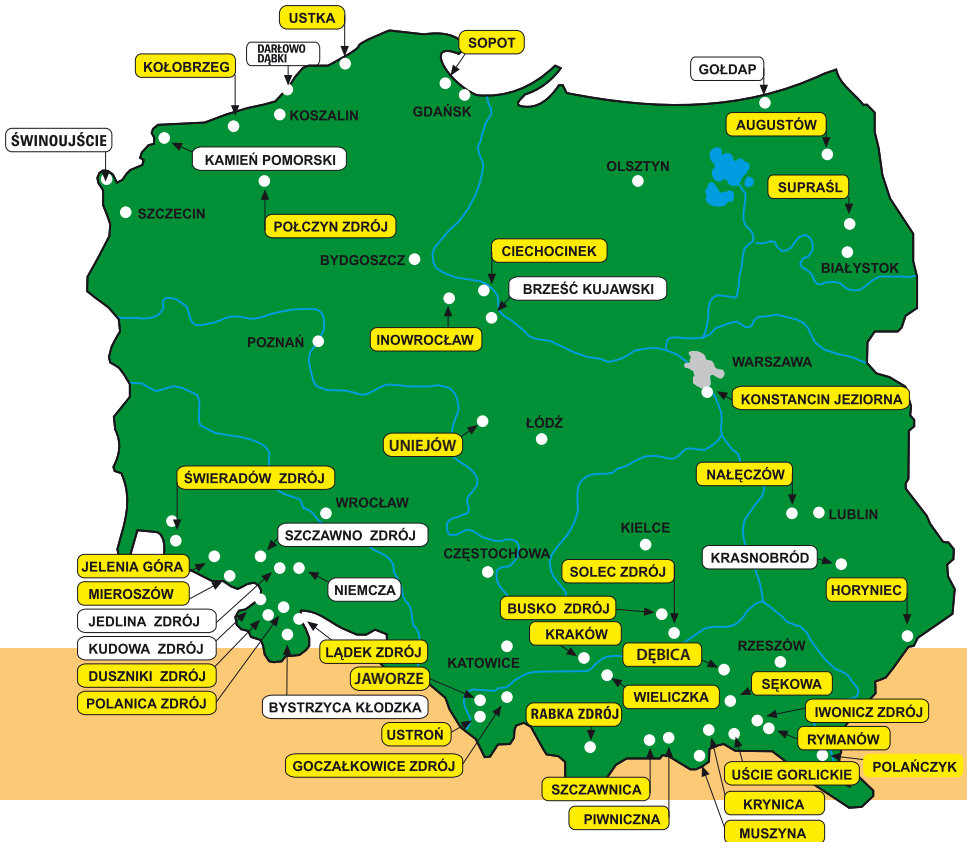 USTKA
DARŁOWO
DĄBKI
SOPOT
KOŁOBRZEG
GOŁDAP
KOSZALIN
GDAŃSK
AUGUSTÓW
ŚWINOUJŚCIE
KAMIEŃ POMORSKI
OLSZTYN
SUPRAŚL
SZCZECIN
POŁCZYN ZDRÓJ
CIECHOCINEK
BYDGOSZCZ
BIAŁYSTOK
BRZEŚĆ KUJAWSKI
INOWROCŁAW
POZNAŃ
WARSZAWA
KONSTANCIN JEZIORNA
ŁÓDŹ
UNIEJÓW
ŚWIERADÓW ZDRÓJ
NAŁĘCZÓW
WROCŁAW
LUBLIN
KIELCE
SZCZAWNO ZDRÓJ
CZĘSTOCHOWA
KRASNOBRÓD
JELENIA GÓRA
SOLEC ZDRÓJ
NIEMCZA
HORYNIEC
MIEROSZÓW
BUSKO ZDRÓJ
JEDLINA ZDRÓJ
KRAKÓW
KUDOWA ZDRÓJ
RZESZÓW
LĄDEK ZDRÓJ
DĘBICA
KATOWICE
DUSZNIKI ZDRÓJ
JAWORZE
SĘKOWA
POLANICA ZDRÓJ
WIELICZKA
BYSTRZYCA KŁODZKA
IWONICZ ZDRÓJ
RABKA ZDRÓJ
USTROŃ
RYMANÓW
GOCZAŁKOWICE ZDRÓJ
POLAŃCZYK
UŚCIE GORLICKIE
SZCZAWNICA
KRYNICA
PIWNICZNA
MUSZYNA